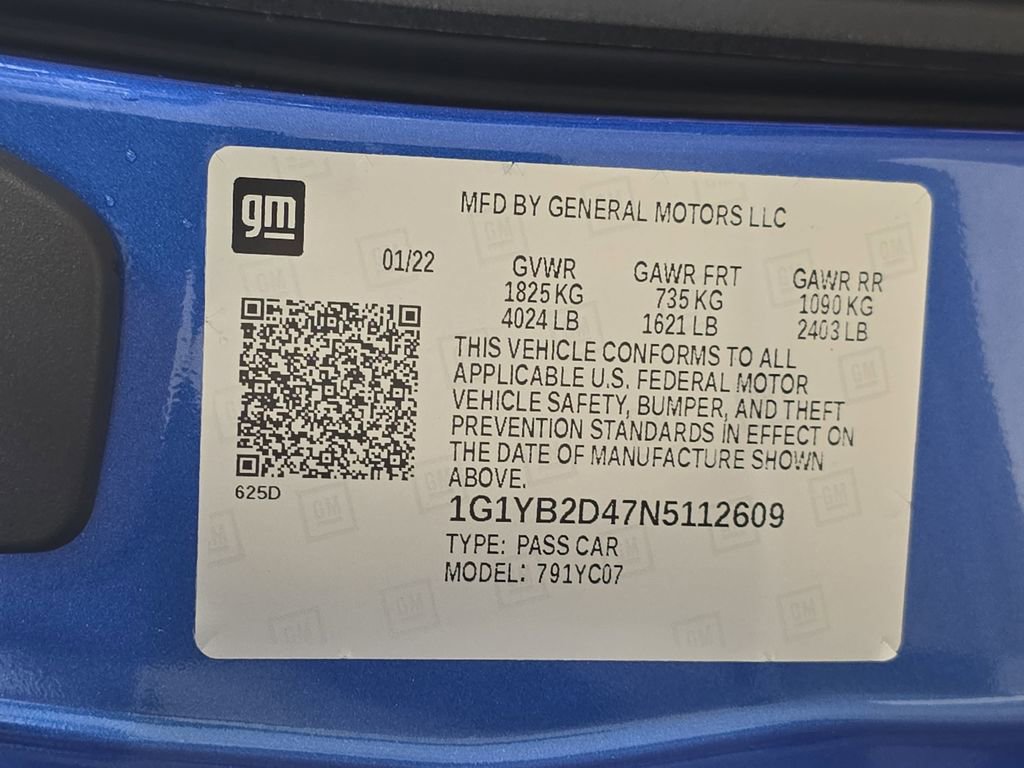 gm
MFD BY GENERAL MOTORS LLC
01/22
GVWR
1825 KG
4024 LB
GAWR FRT
735 KG
1621 LB
GAWR RR
1090 KG
2403 LB
THIS VEHICLE CONFORMS TO ALL
APPLICABLE U.S. FEDERAL MOTOR
VEHICLE SAFETY, BUMPER, AND THEFT
PREVENTION STANDARDS IN EFFECT ON
THE DATE OF MANUFACTURE SHOWN
ABOVE.
625D
1G1YB2D47N5112609
TYPE: PASS CAR
MODEL: 791YC07